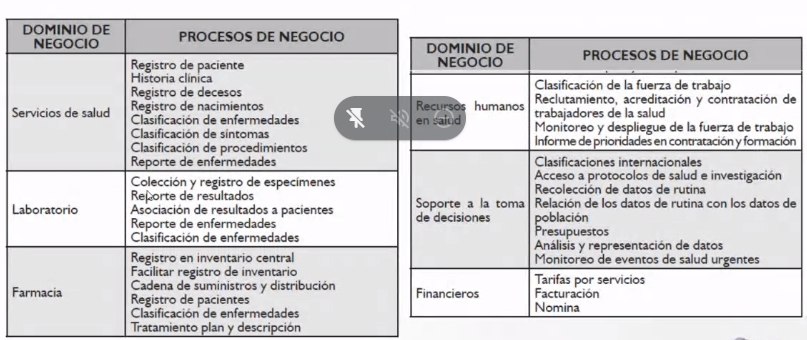 DOMINIO DE
NEGOCIO
PROCESOS DE NEGOCIO
Servicios de salud
Registro de paciente
Historia clínica
Registro de decesos
Registro de nacimientos
Clasificación de enfermedades
Clasificación de síntomas
Clasificación de procedimientos
Reporte de enfermedades
Laboratorio
Colección y registro de especímenes
Reporte de resultados
Asociación de resultados a pacientes
Reporte de enfermedades
Clasificación de enfermedades
Farmacia
Registro en inventario central
Facilitar registro de inventario
Cadena de suministros y distribución
Registro de pacientes
Clasificación de enfermedades
Tratamiento plan y descripción
DOMINIO DE
NEGOCIO
PROCESOS DE NEGOCIO
Recursos humanos
en salud
Clasificación de la fuerza de trabajo
Reclutamiento, acreditación y contratación de
trabajadores de la salud
Monitoreo y despliegue de la fuerza de trabajo
Informe de prioridades en contratación y formación
Soporte a la toma
de decisiones
Clasificaciones internacionales
Acceso a protocolos de salud e investigación
Recolección de datos de rutina
Relación de los datos de rutina con los datos de
población
Presupuestos
Análisis y representación de datos
Monitoreo de eventos de salud urgentes
Financieros
Tarifas por servicios
Facturación
Nomina